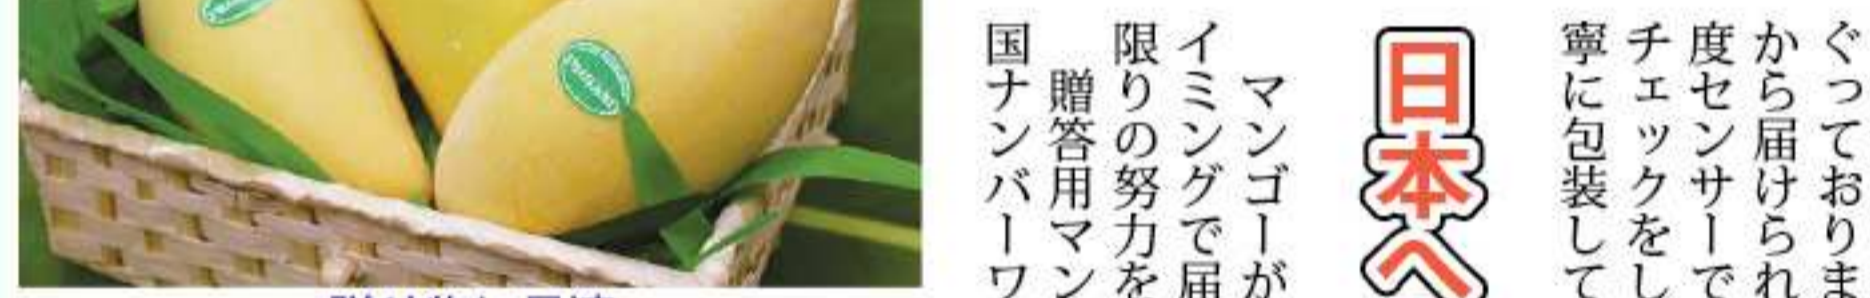 ぐっておりま
から届けられ
度センサーで
チェックをし
寧に包装して
日本へ
マンゴーが
イミングで届
限りの努力を
贈答用マン
国ナンバーワ